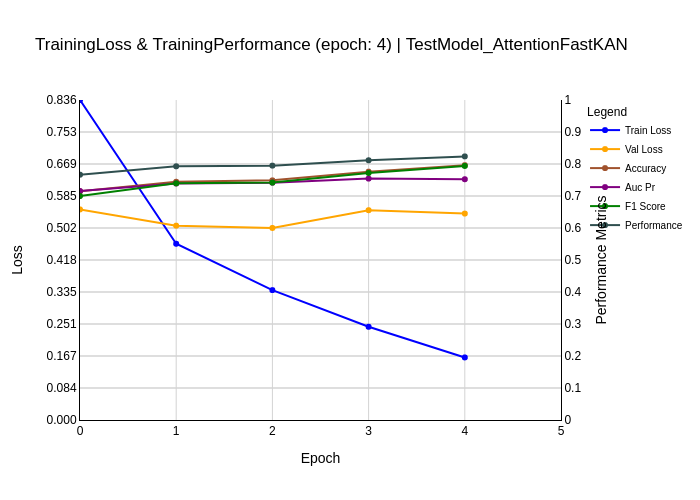 TrainingLoss & TrainingPerformance (epoch: 4) | TestModel_AttentionFastKAN
0.836
0.753
0.669
0.585
0.502
0.418
0.335
0.251
0.167
0.084
0.000
Loss
0
1
2
3
4
5
Epoch
1
0.9
0.8
0.7
0.6
0.5
0.4
0.3
0.2
0.1
0
Performance Metrics
Legend
Train Loss
Val Loss
Accuracy
Auc Pr
F1 Score
Performance